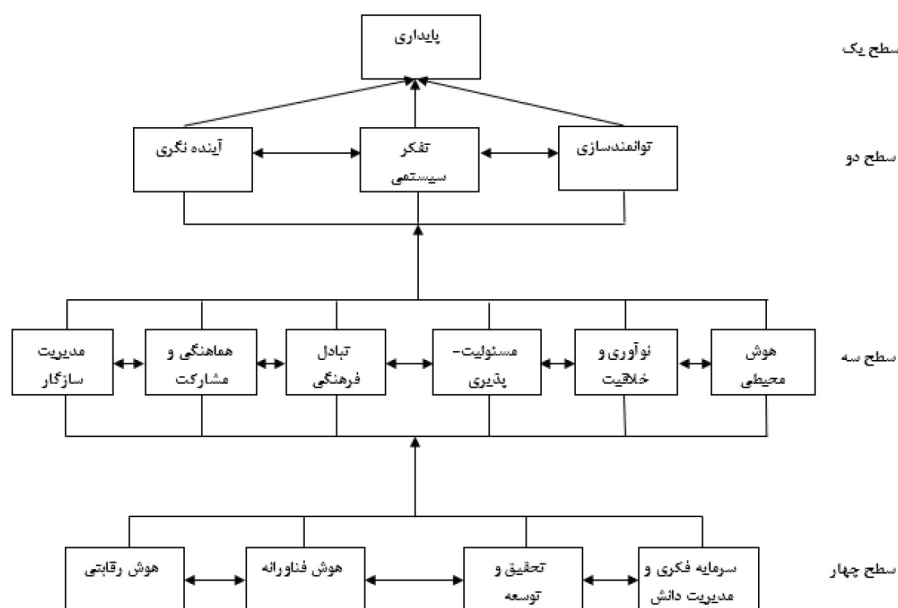 سطح یک
پایداری
سطح دو
توانمندسازی
تفکر
سیستمی
آینده نگری
سطح سه
هوش
محیطی
نوآوری و
خلاقیت
مسئولیت-
پذیری
تبادل
فرهنگی
هماهنگی و
مشارکت
مدیریت
سازگار
سطح چهار
سرمایه فکری و
مدیریت دانش
تحقیق و
توسعه
هوش فناورانه
هوش رقابتی